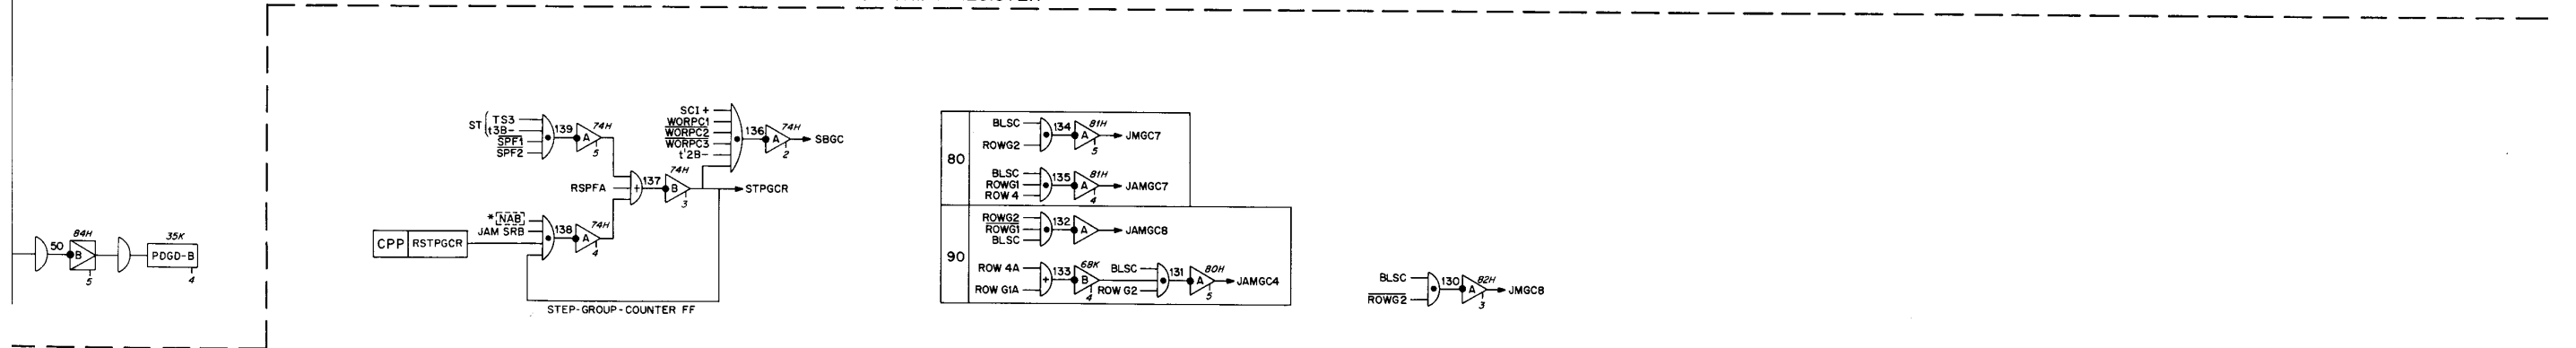 50
84H
B
5
35K
PDGD-B
4
ST
TS3
t3B-
SPF1
SPF2
139
A
74H
5
RSPFA
+
137
B
74H
3
STPGCR
SCI+
WORPC1
WORPC2
WORPC3
t'2B-
136
A
74H
2
SBGC
*NAB
JAM SRB
CPP RSTPGCR
138
A
74H
4
STEP-GROUP-COUNTER FF
80
BLSC
ROWG2
134
A
81H
5
JMGC7
BLSC
ROWG1
ROW 4
135
A
81H
4
JAMGC7
90
ROWG2
ROWG1
BLSC
132
A
JAMGC8
ROW 4A
ROW G1A
+
133
B
68K
4
BLSC
ROW G2
131
A
80H
5
JAMGC4
BLSC
ROWG2
130
A
82H
3
JMGC8